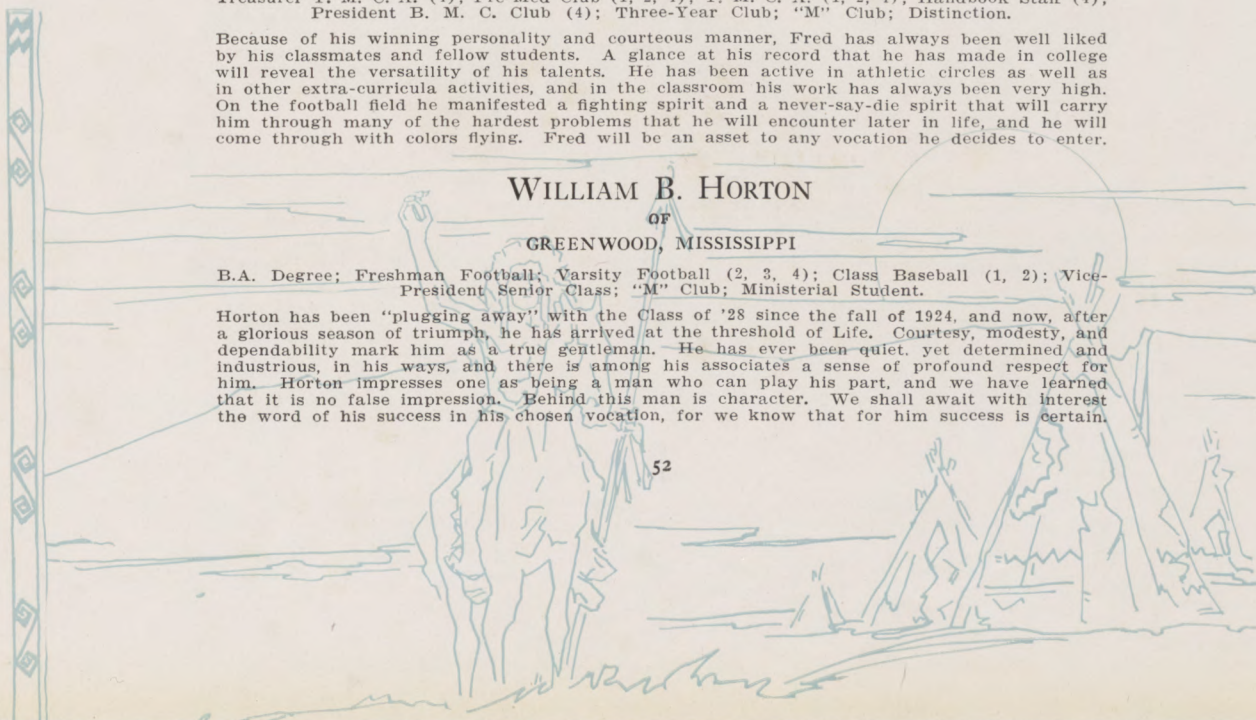 President B. M. C. Club (4); Three-Year Club; "M" Club; Distinction.
Because of his winning personality and courteous manner, Fred has always been well liked
by his classmates and fellow students. A glance at his record that he has made in college
will reveal the versatility of his talents. He has been active in athletic circles as well as
in other extra-curricula activities, and in the classroom his work has always been very high.
On the football field he manifested a fighting spirit and a never-say-die spirit that will carry
him through many of the hardest problems that he will encounter later in life, and he will
come through with colors flying. Fred will be an asset to any vocation he decides to enter.
WILLIAM B. HORTON
OF
GREENWOOD, MISSISSIPPI
B.A. Degree; Freshman Football; Varsity Football (2, 3, 4); Class Baseball (1, 2); Vice-
President Senior Class; "M" Club; Ministerial Student.
Horton has been "plugging away" with the Class of '28 since the fall of 1924, and now, after
a glorious season of triumph, he has arrived at the threshold of Life. Courtesy, modesty, and
dependability mark him as a true gentleman. He has ever been quiet, yet determined and
industrious, in his ways, and there is among his associates a sense of profound respect for
him. Horton impresses one as being a man who can play his part, and we have learned
that it is no false impression. Behind this man is character. We shall await with interest
the word of his success in his chosen vocation, for we know that for him success is certain.
52